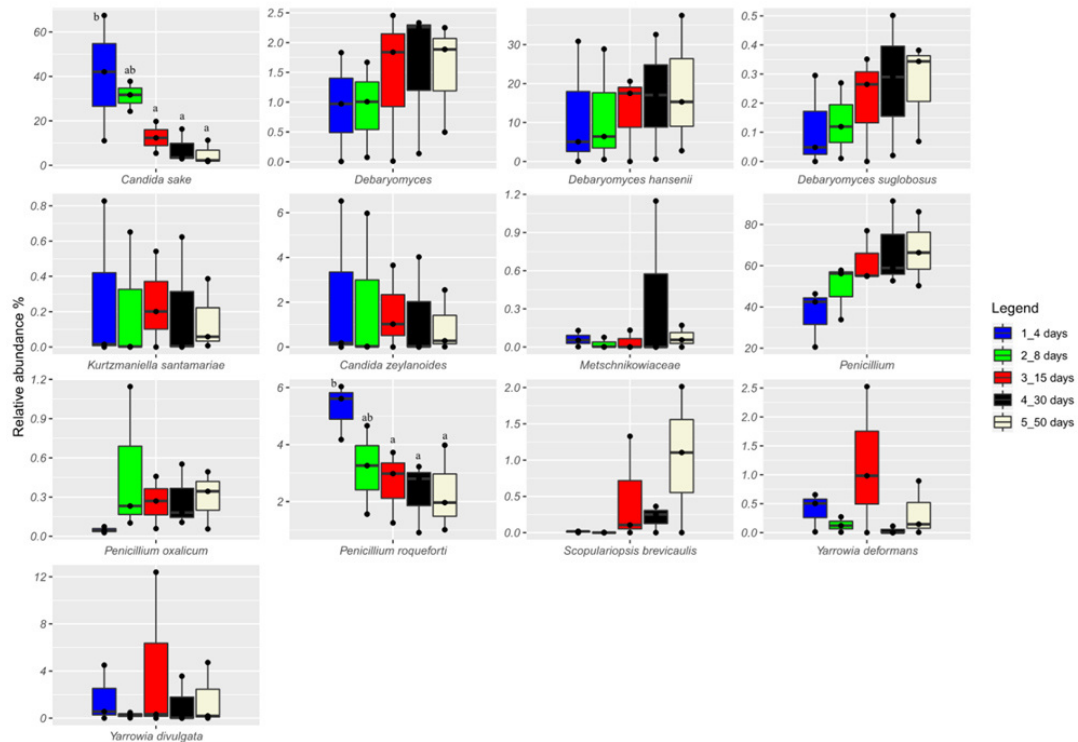 Relative abundance %
b
ab
a
a
a
60
40
20
0
Candida sake
2.5
2.0
1.5
1.0
0.5
0.0
Debaryomyces
30
20
10
0
Debaryomyces hansenii
0.5
0.4
0.3
0.2
0.1
0.0
Debaryomyces suglobosus
0.8
0.6
0.4
0.2
0.0
Kurtzmaniella santamariae
6
4
2
0
Candida zeylanoides
1.2
0.9
0.6
0.3
0.0
Metschnikowiaceae
80
60
40
20
Penicillium
1.2
0.9
0.6
0.3
0.0
Penicillium oxalicum
b
ab
a
a
a
6
4
2
Penicillium roqueforti
2.0
1.5
1.0
0.5
0.0
Scopulariopsis brevicaulis
2.5
2.0
1.5
1.0
0.5
0.0
Yarrowia deformans
12
8
4
0
Yarrowia divulgata
Legend
1_4 days
2_8 days
3_15 days
4_30 days
5_50 days